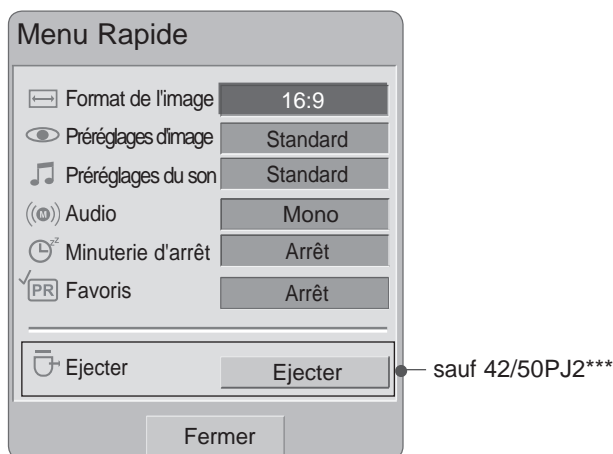 Menu Rapide
Format de l'image 16:9
Préréglages d'image Standard
Préréglages du son Standard
((M)) Audio Mono
zz Minuterie d'arrêt Arrêt
PR Favoris Arrêt
Ejecter Ejecter sauf 42/50PJ2***
Fermer